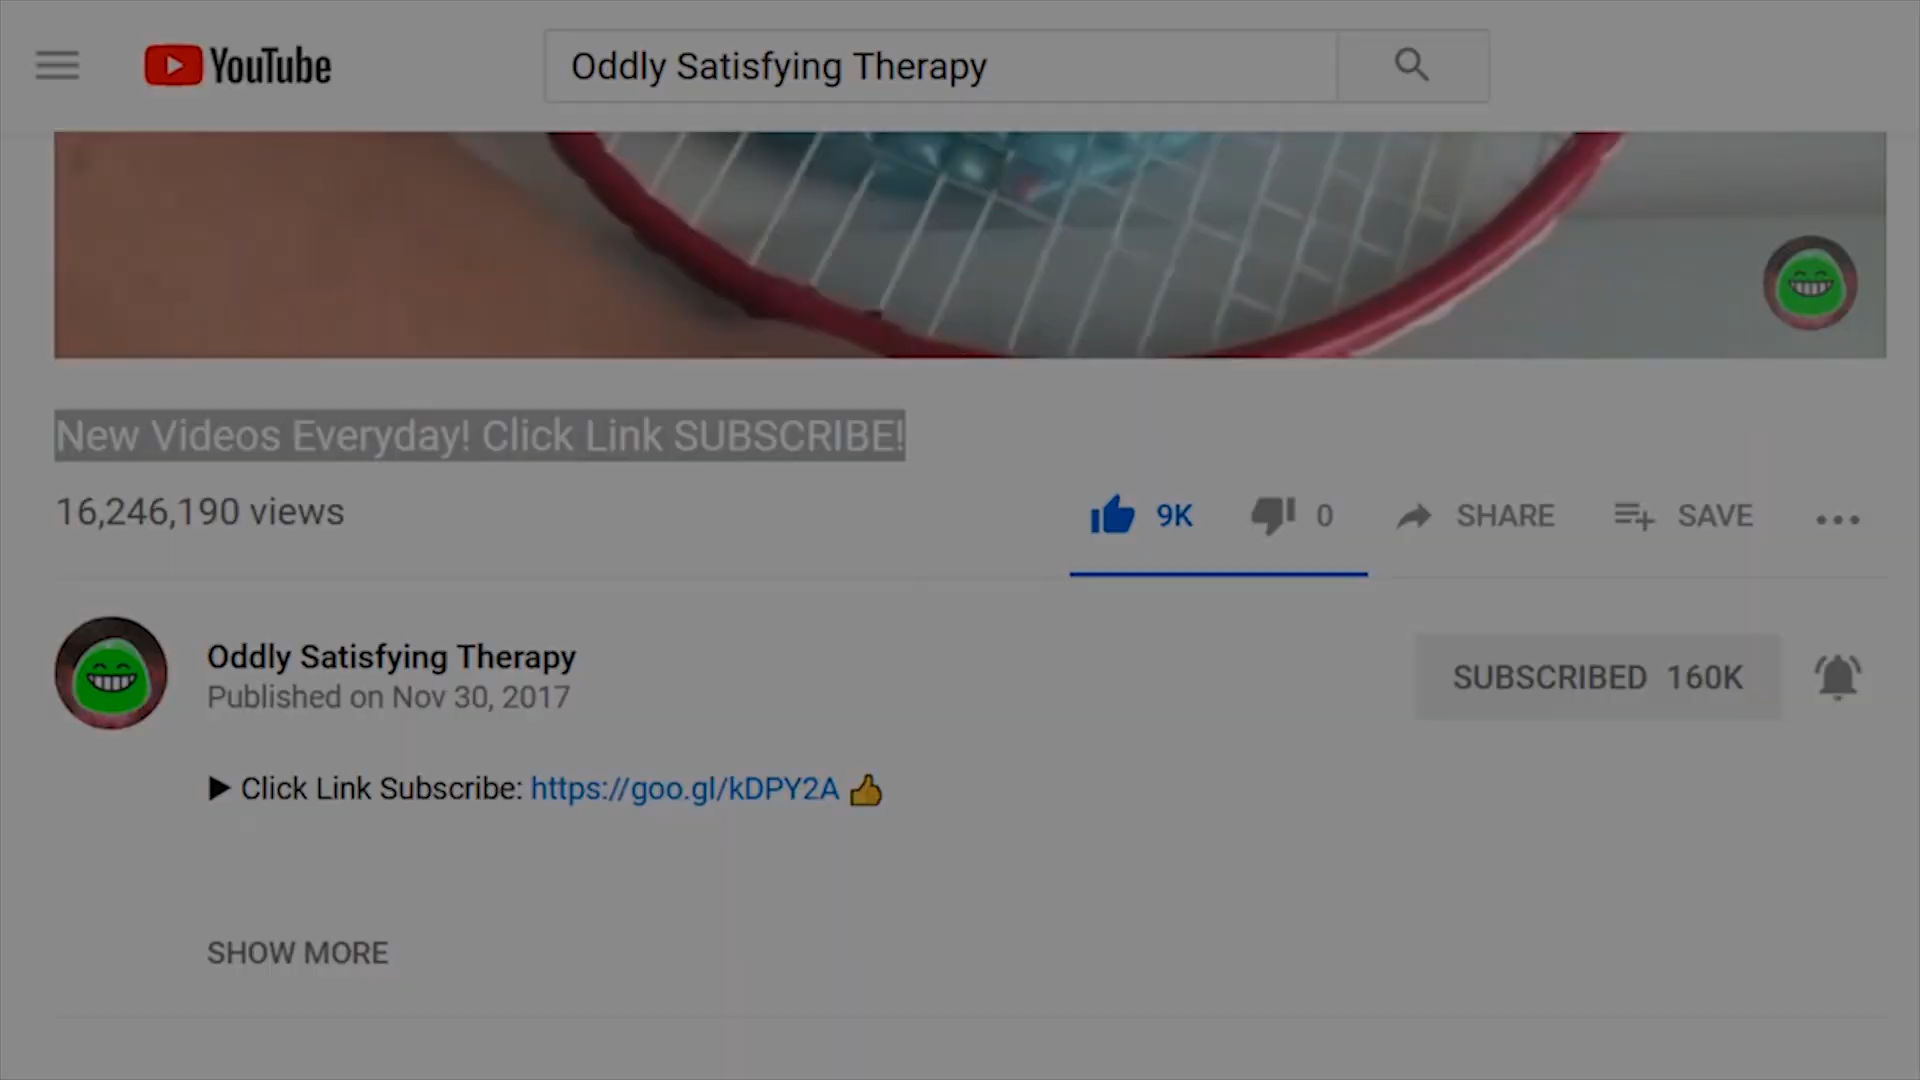 YouTube
Oddly Satisfying Therapy
New Videos Everyday! Click Link SUBSCRIBE!
16,246,190 views
9K 0 SHARE SAVE
Oddly Satisfying Therapy
Published on Nov 30, 2017
SUBSCRIBED 160K
▶ Click Link Subscribe: https://goo.gl/kDPY2A 👍
SHOW MORE